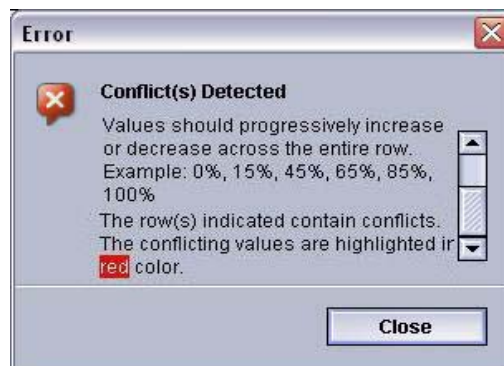 Error
Conflict(s) Detected
Values should progressively increase
or decrease across the entire row.
Example: 0%, 15%, 45%, 65%, 85%,
100%
The row(s) indicated contain conflicts.
The conflicting values are highlighted in
red color.
Close